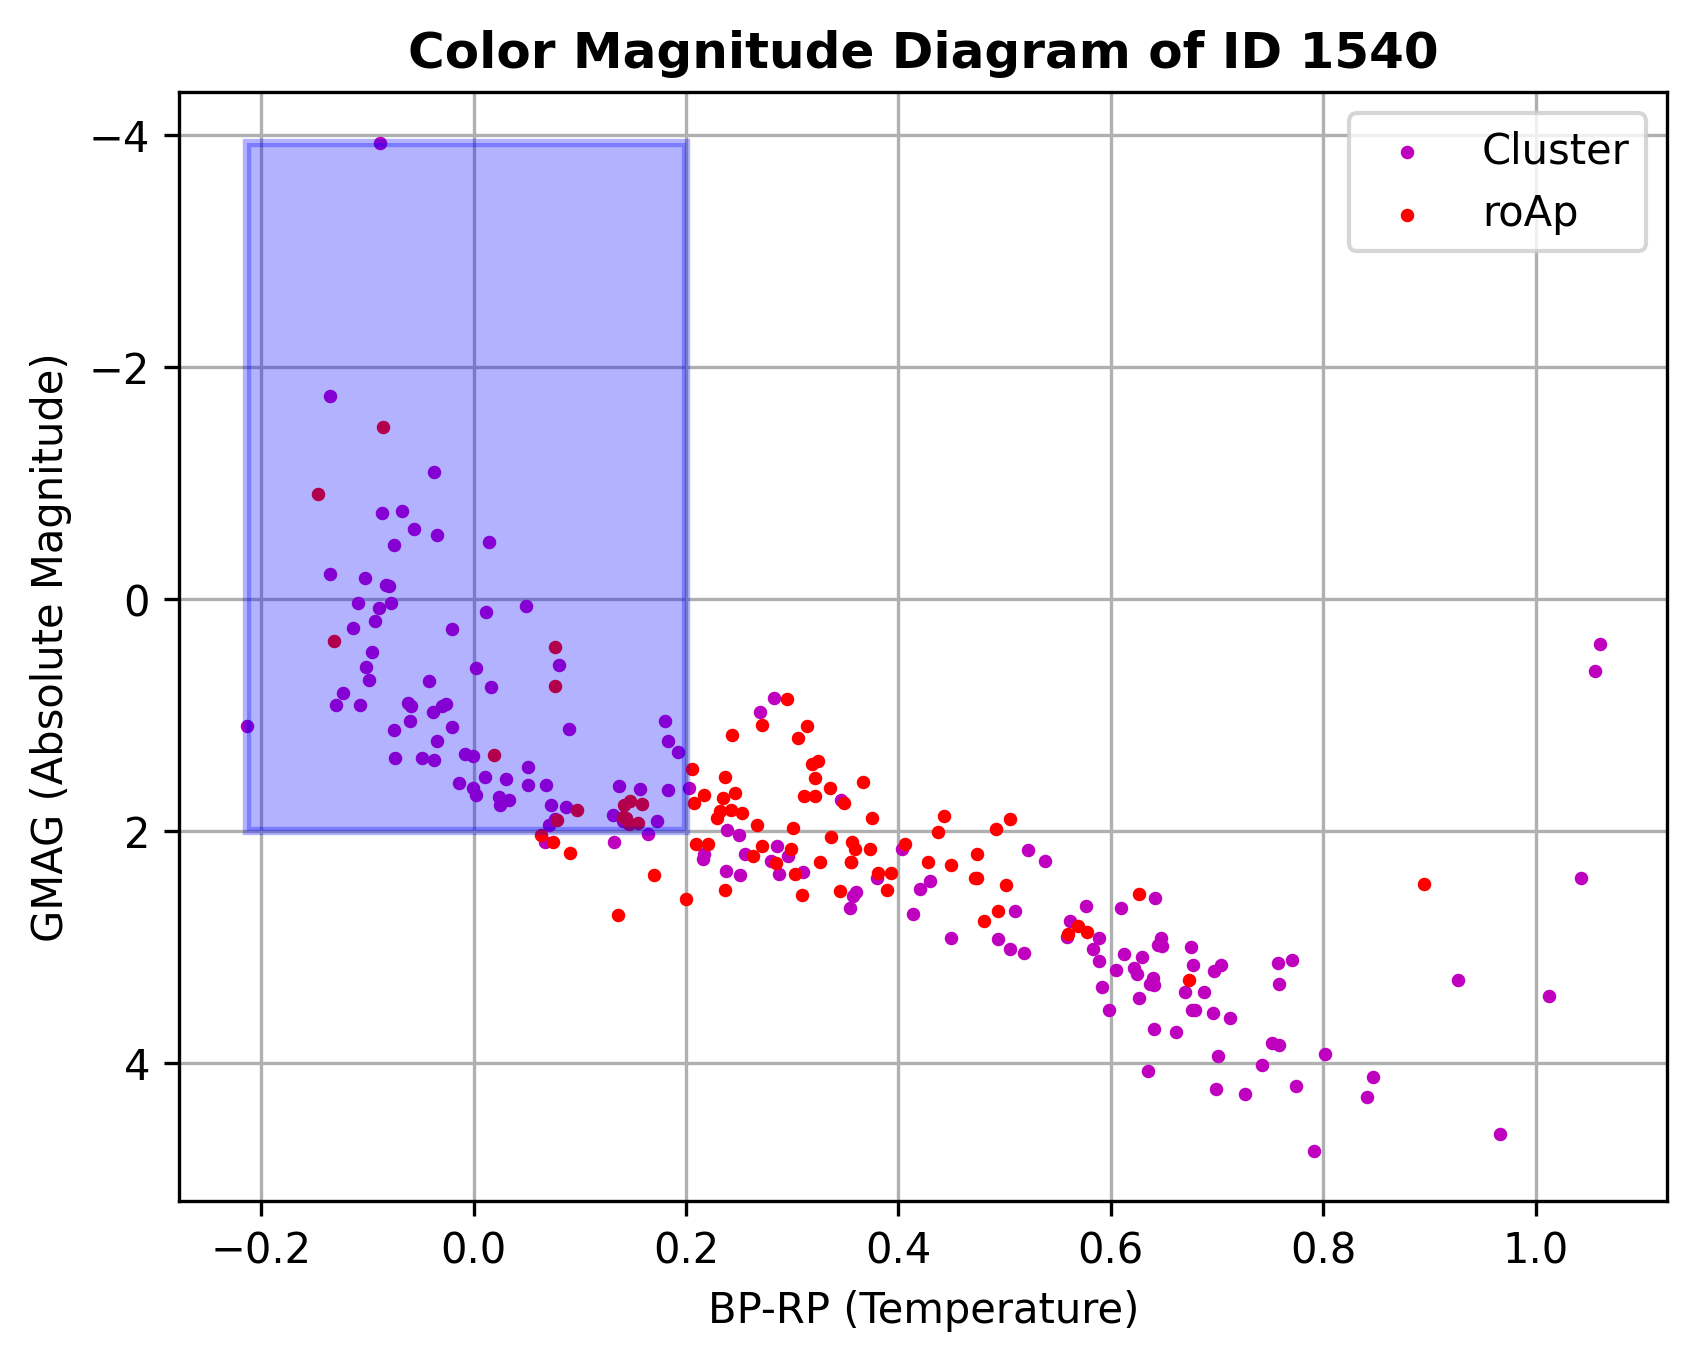 Color Magnitude Diagram of ID 1540
Cluster
roAp
GMAG (Absolute Magnitude)
−4
−2
0
2
4
−0.2 0.0 0.2 0.4 0.6 0.8 1.0
BP-RP (Temperature)